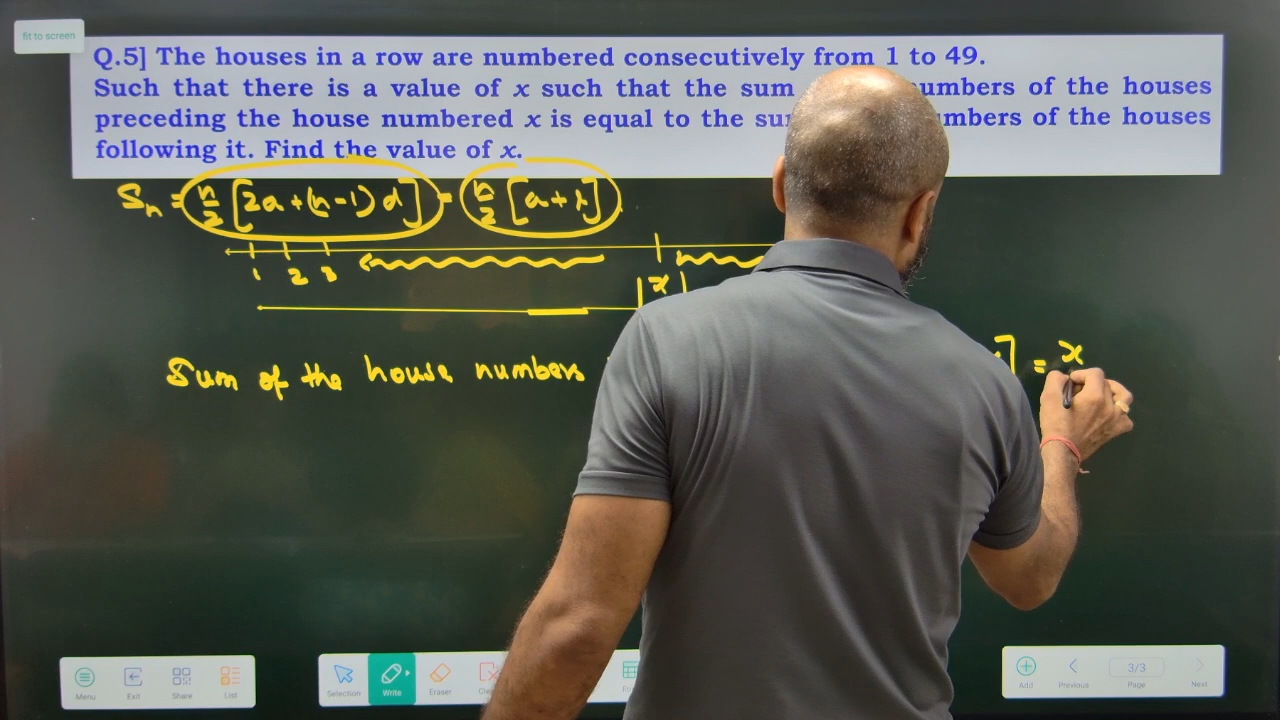 fit to screen
Q.5] The houses in a row are numbered consecutively from 1 to 49.
Such that there is a value of x such that the sum numbers of the houses
preceding the house numbered x is equal to the numbers of the houses
following it. Find the value of x.
Sn = n/2 [2a+(n-1)d] = n/2 [a+l]
1 2 3 x
Sum of the house numbers ] = x
Menu Exit Share List Selection Write Eraser Add Previous 3/3 Page Next